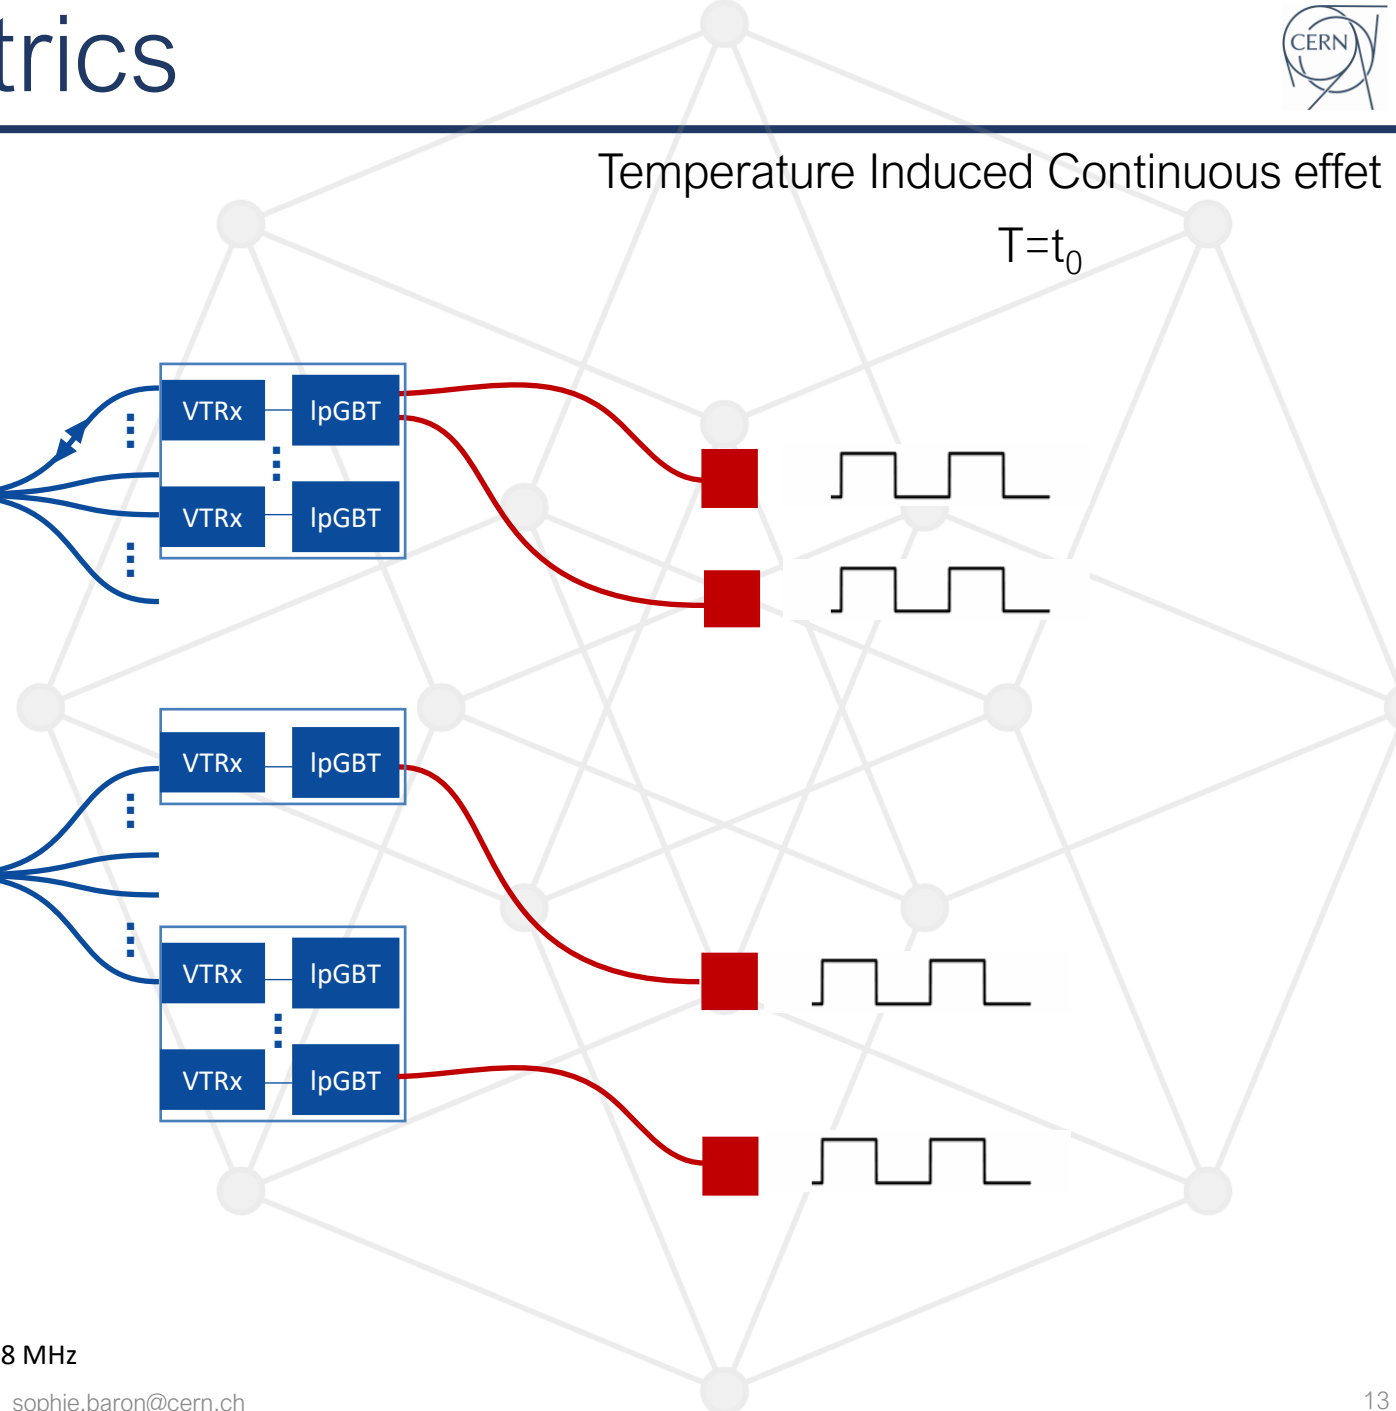 trics
CERN
Temperature Induced Continuous effet
T=t₀
VTRx lpGBT
VTRx lpGBT
VTRx lpGBT
VTRx lpGBT
VTRx lpGBT
8 MHz
sophie.baron@cern.ch
13